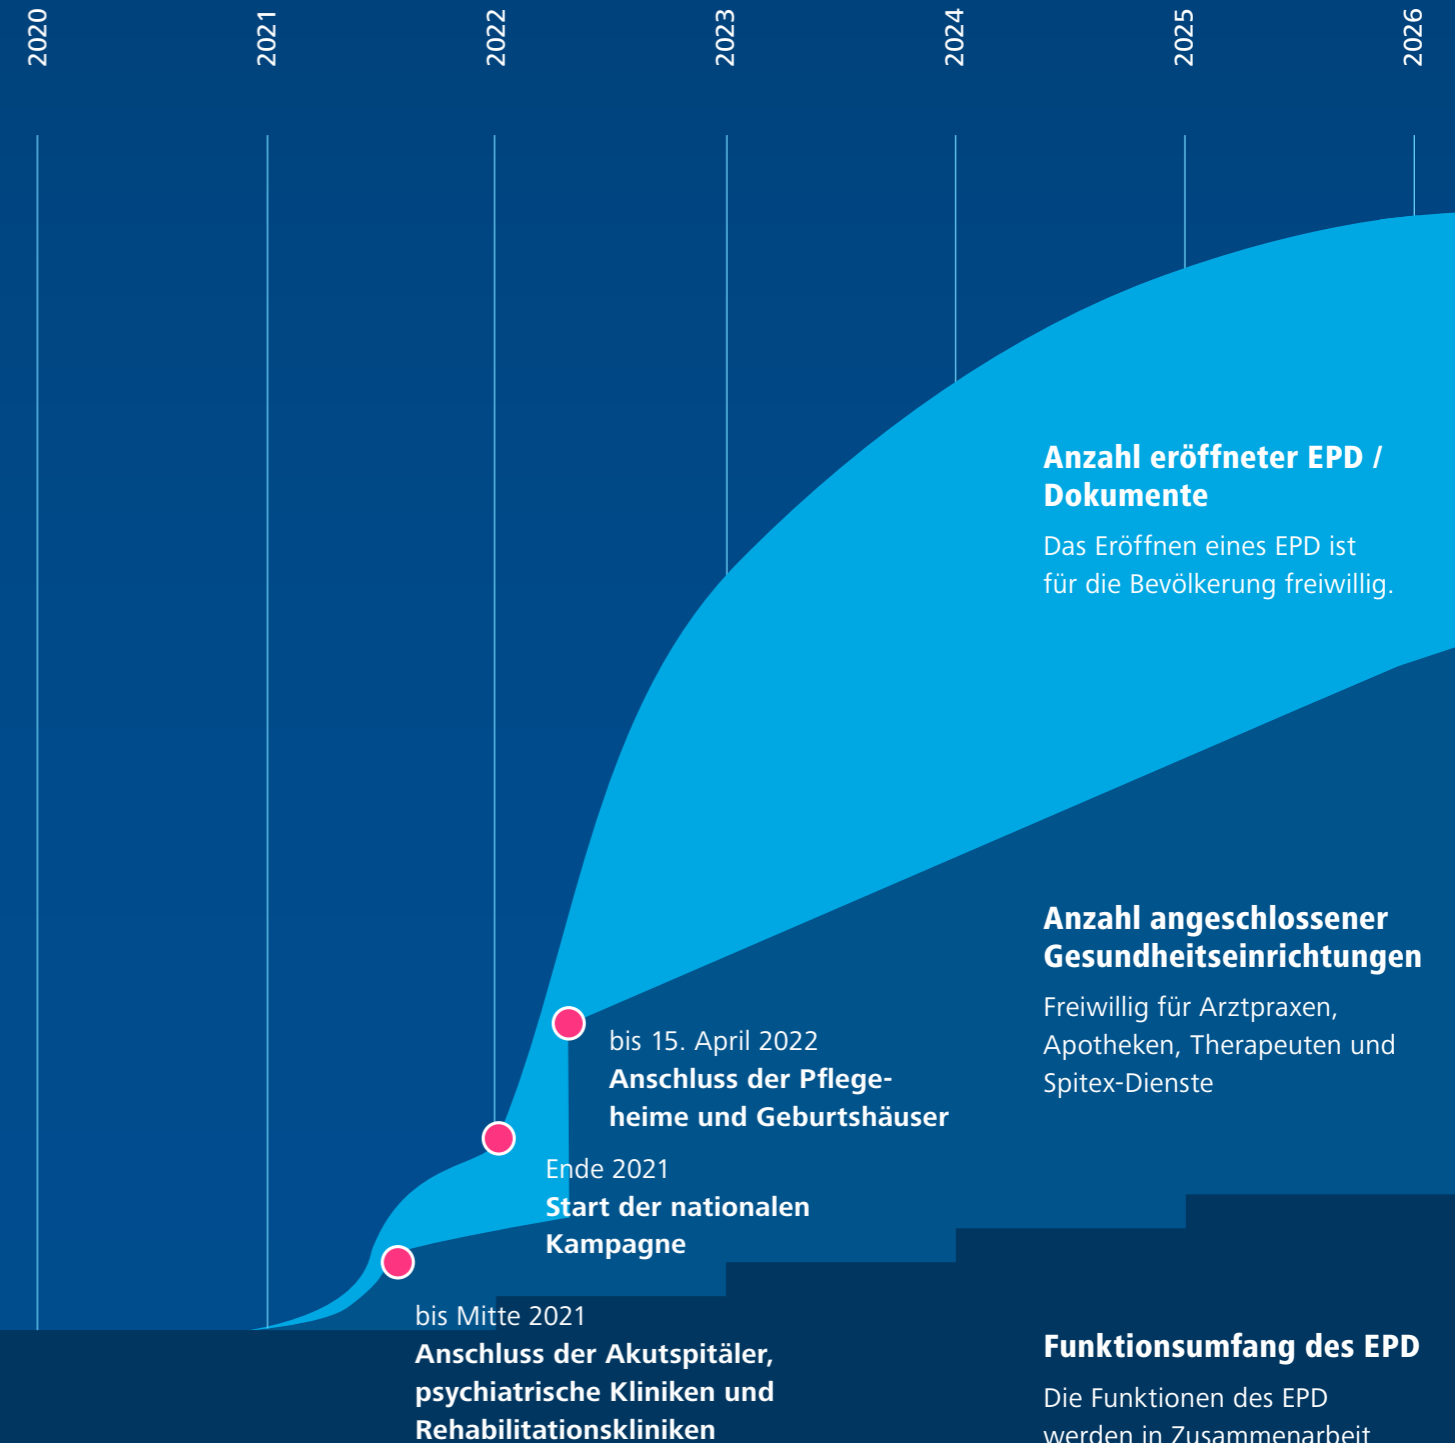 2020
2021
2022
2023
2024
2025
2026
Anzahl eröffneter EPD /
Dokumente
Das Eröffnen eines EPD ist
für die Bevölkerung freiwillig.
Anzahl angeschlossener
Gesundheitseinrichtungen
Freiwillig für Arztpraxen,
Apotheken, Therapeuten und
Spitex-Dienste
bis 15. April 2022
Anschluss der Pflege-
heime und Geburtshäuser
Ende 2021
Start der nationalen
Kampagne
bis Mitte 2021
Anschluss der Akutspitäler,
psychiatrische Kliniken und
Rehabilitationskliniken
Funktionsumfang des EPD
Die Funktionen des EPD
werden in Zusammenarbeit